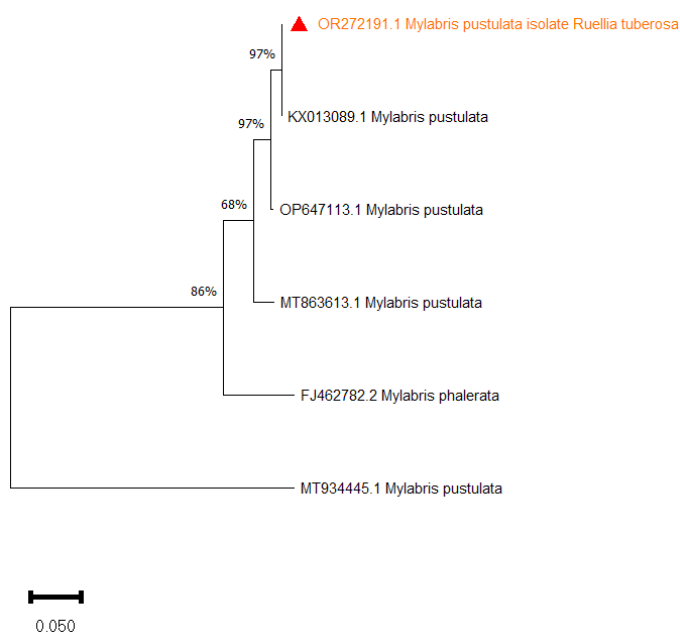 OR272191.1 Mylabris pustulata isolate Ruellia tuberosa
97%
KX013089.1 Mylabris pustulata
97%
OP647113.1 Mylabris pustulata
68%
MT863613.1 Mylabris pustulata
86%
FJ462782.2 Mylabris phalerata
MT934445.1 Mylabris pustulata
0.050